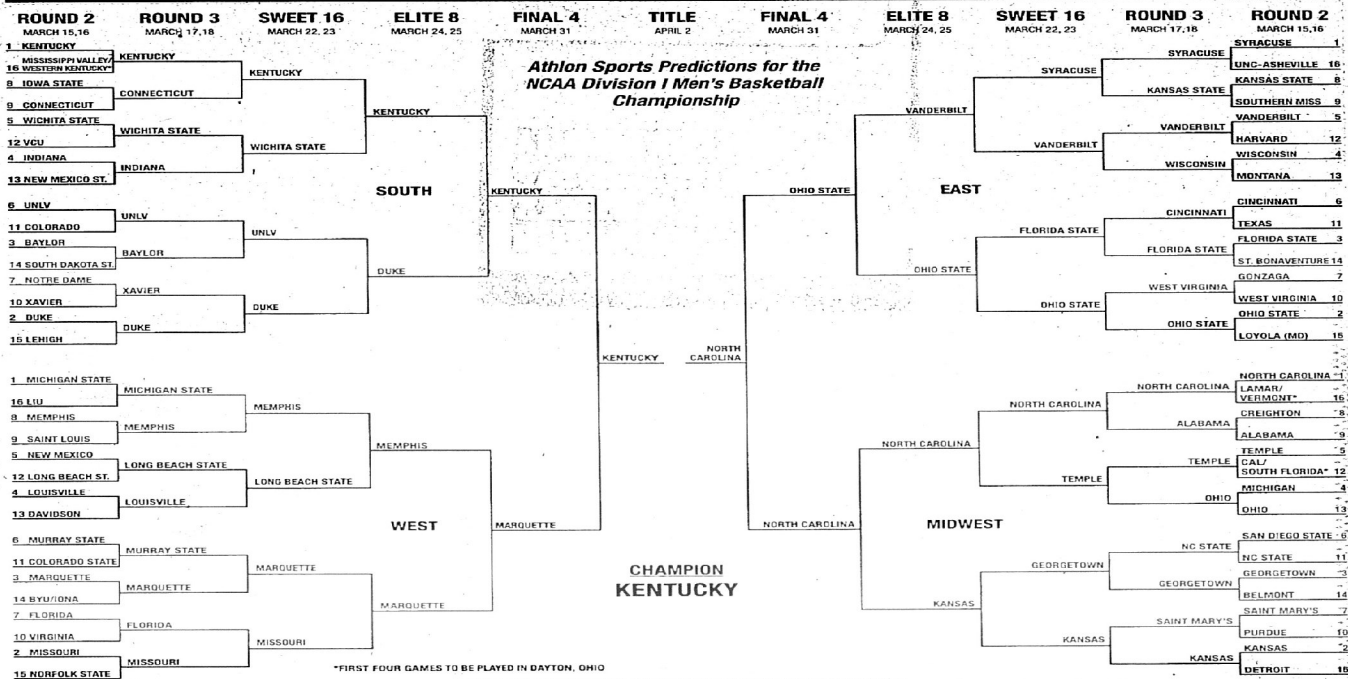 ROUND 2 ROUND 3 SWEET 16 ELITE 8 FINAL 4 TITLE FINAL 4 ELITE 8 SWEET 16 ROUND 3 ROUND 2
MARCH 15,16 MARCH 17,18 MARCH 22, 23 MARCH 24, 25 MARCH 31 APRIL 2 MARCH 31 MARCH 24, 25 MARCH 22, 23 MARCH 17,18 MARCH 15,16
Athlon Sports Predictions for the
NCAA Division I Men's Basketball
Championship
1 KENTUCKY
MISSISSIPPI VALLEY/
16 WESTERN KENTUCKY*
8 IOWA STATE
9 CONNECTICUT
5 WICHITA STATE
12 VCU
4 INDIANA
13 NEW MEXICO ST.
6 UNLV
11 COLORADO
3 BAYLOR
14 SOUTH DAKOTA ST.
7 NOTRE DAME
10 XAVIER
2 DUKE
15 LEHIGH
KENTUCKY
CONNECTICUT
WICHITA STATE
INDIANA
UNLV
BAYLOR
XAVIER
DUKE
KENTUCKY
WICHITA STATE
UNLV
DUKE
KENTUCKY
DUKE
SOUTH
KENTUCKY
1 MICHIGAN STATE
16 LIU
8 MEMPHIS
9 SAINT LOUIS
5 NEW MEXICO
12 LONG BEACH ST.
4 LOUISVILLE
13 DAVIDSON
6 MURRAY STATE
11 COLORADO STATE
3 MARQUETTE
14 BYU/IONA
7 FLORIDA
10 VIRGINIA
2 MISSOURI
15 NORFOLK STATE
MICHIGAN STATE
MEMPHIS
LONG BEACH STATE
LOUISVILLE
MURRAY STATE
MARQUETTE
FLORIDA
MISSOURI
MEMPHIS
LONG BEACH STATE
MARQUETTE
MISSOURI
MEMPHIS
MARQUETTE
WEST
MARQUETTE
KENTUCKY
NORTH
CAROLINA
CHAMPION
KENTUCKY
OHIO STATE
EAST
VANDERBILT
OHIO STATE
SYRACUSE
VANDERBILT
FLORIDA STATE
OHIO STATE
SYRACUSE
KANSAS STATE
VANDERBILT
WISCONSIN
CINCINNATI
FLORIDA STATE
WEST VIRGINIA
OHIO STATE
SYRACUSE 1
UNC-ASHEVILLE 16
KANSAS STATE 8
SOUTHERN MISS 9
VANDERBILT 5
HARVARD 12
WISCONSIN 4
MONTANA 13
CINCINNATI 6
TEXAS 11
FLORIDA STATE 3
ST. BONAVENTURE 14
GONZAGA 7
WEST VIRGINIA 10
OHIO STATE 2
LOYOLA (MD) 15
NORTH CAROLINA
MIDWEST
NORTH CAROLINA
KANSAS
NORTH CAROLINA
TEMPLE
GEORGETOWN
KANSAS
NORTH CAROLINA
ALABAMA
TEMPLE
OHIO
NC STATE
GEORGETOWN
SAINT MARY'S
KANSAS
NORTH CAROLINA 1
LAMAR/
VERMONT* 16
CREIGHTON 8
ALABAMA 9
TEMPLE 5
CAL/
SOUTH FLORIDA* 12
MICHIGAN 4
OHIO 13
SAN DIEGO STATE 6
NC STATE 11
GEORGETOWN 3
BELMONT 14
SAINT MARY'S 7
PURDUE 10
KANSAS 2
DETROIT 15
*FIRST FOUR GAMES TO BE PLAYED IN DAYTON, OHIO